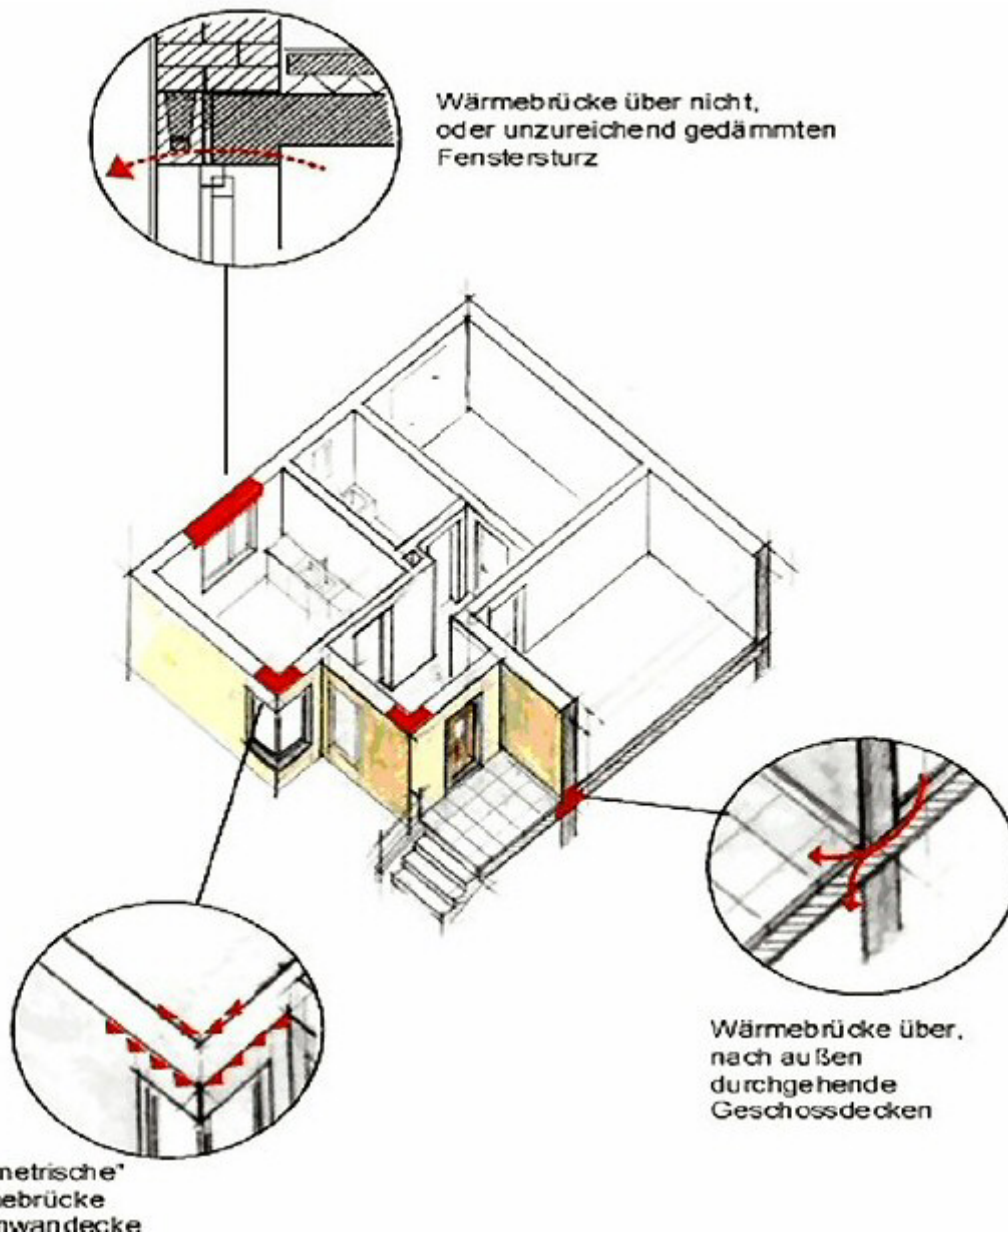 Wärmebrücke über nicht,
oder unzureichend gedämmten
Fenstersturz
Wärmebrücke über,
nach außen
durchgehende
Geschossdecken
metrische"
ebrücke
nwandecke